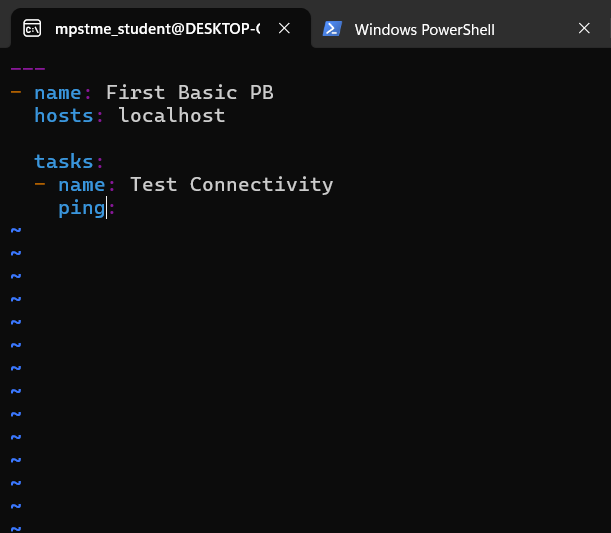 mpstme_student@DESKTOP-
Windows PowerShell
---
- name: First Basic PB
  hosts: localhost

  tasks:
  - name: Test Connectivity
    ping:
~
~
~
~
~
~
~
~
~
~
~
~
~
~